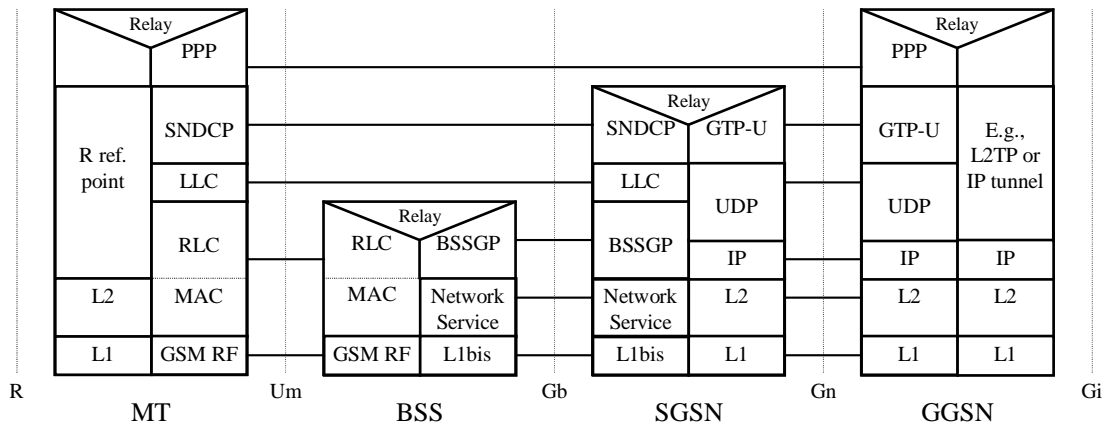 Relay
PPP
R ref.
point
SNDCP
LLC
RLC
L2
MAC
L1
GSM RF
Relay
RLC
BSSGP
MAC
Network
Service
GSM RF
L1bis
Relay
SNDCP
GTP-U
LLC
UDP
BSSGP
IP
Network
Service
L2
L1bis
L1
Relay
PPP
GTP-U
E.g.,
L2TP or
IP tunnel
UDP
IP
IP
L2
L2
L1
L1
R
Um
Gb
Gn
Gi
MT
BSS
SGSN
GGSN